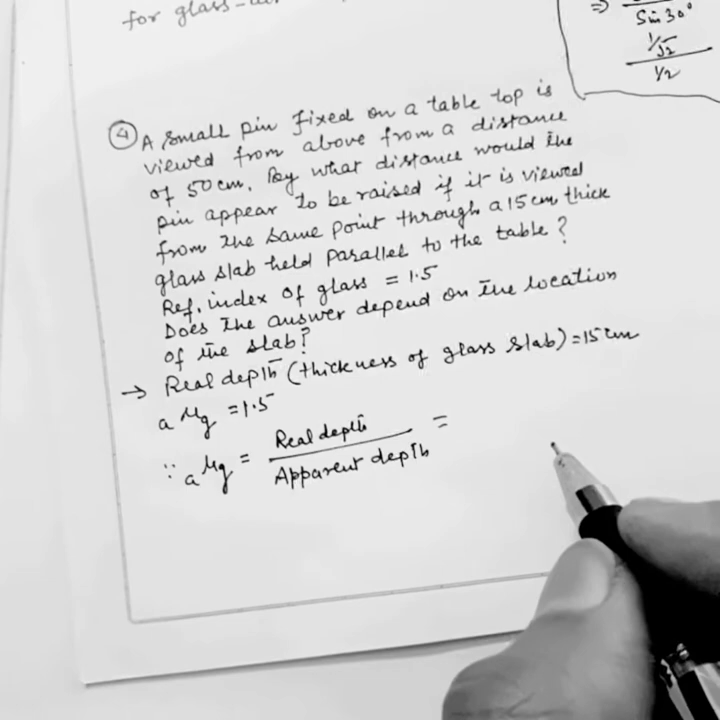 for glass-
⇒ Sin 30°
1/√2
1/2
④ A small pin fixed on a table top is
viewed from above from a distance
of 50 cm. By what distance would the
pin appear to be raised if it is viewed
from the same point through a 15 cm thick
glass slab held parallel to the table?
Ref. index of glass = 1.5
Does the answer depend on the location
of the slab?
→ Real depth (thickness of glass slab) = 15 cm
aμg = 1.5
∵ aμg = Real depth =
Apparent depth